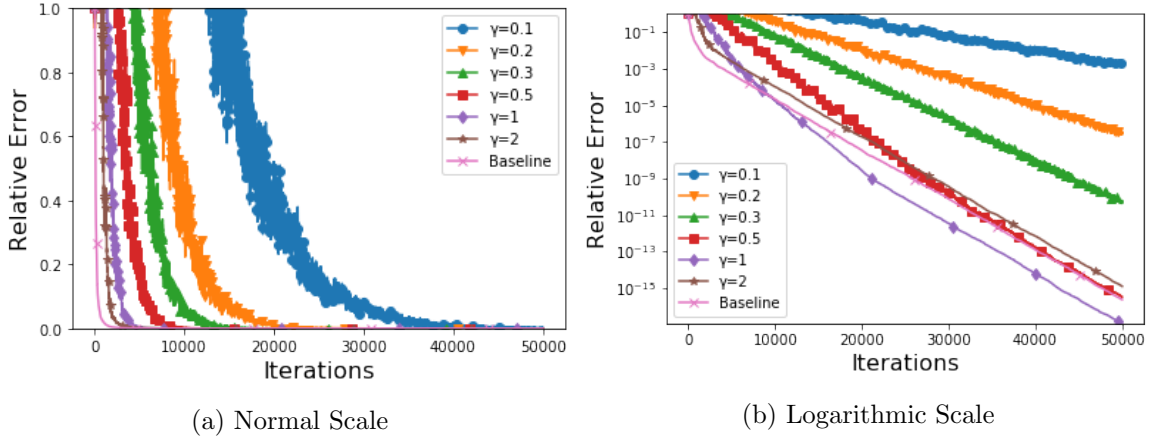 1.0
0.8
0.6
0.4
0.2
0.0
Relative Error
0 10000 20000 30000 40000 50000
Iterations
γ=0.1
γ=0.2
γ=0.3
γ=0.5
γ=1
γ=2
Baseline
(a) Normal Scale
10⁻¹
10⁻³
10⁻⁵
10⁻⁷
10⁻⁹
10⁻¹¹
10⁻¹³
10⁻¹⁵
Relative Error
γ=0.1
γ=0.2
γ=0.3
γ=0.5
γ=1
γ=2
Baseline
0 10000 20000 30000 40000 50000
Iterations
(b) Logarithmic Scale